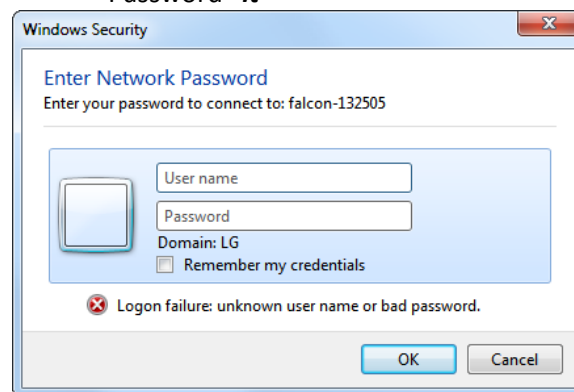 Windows Security
Enter Network Password
Enter your password to connect to: falcon-132505
User name
Password
Domain: LG
Remember my credentials
Logon failure: unknown user name or bad password.
OK
Cancel